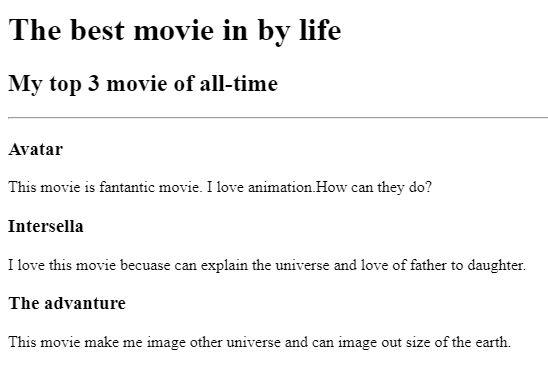 The best movie in by life
My top 3 movie of all-time
Avatar
This movie is fantantic movie. I love animation.How can they do?
Intersella
I love this movie becuase can explain the universe and love of father to daughter.
The advanture
This movie make me image other universe and can image out size of the earth.